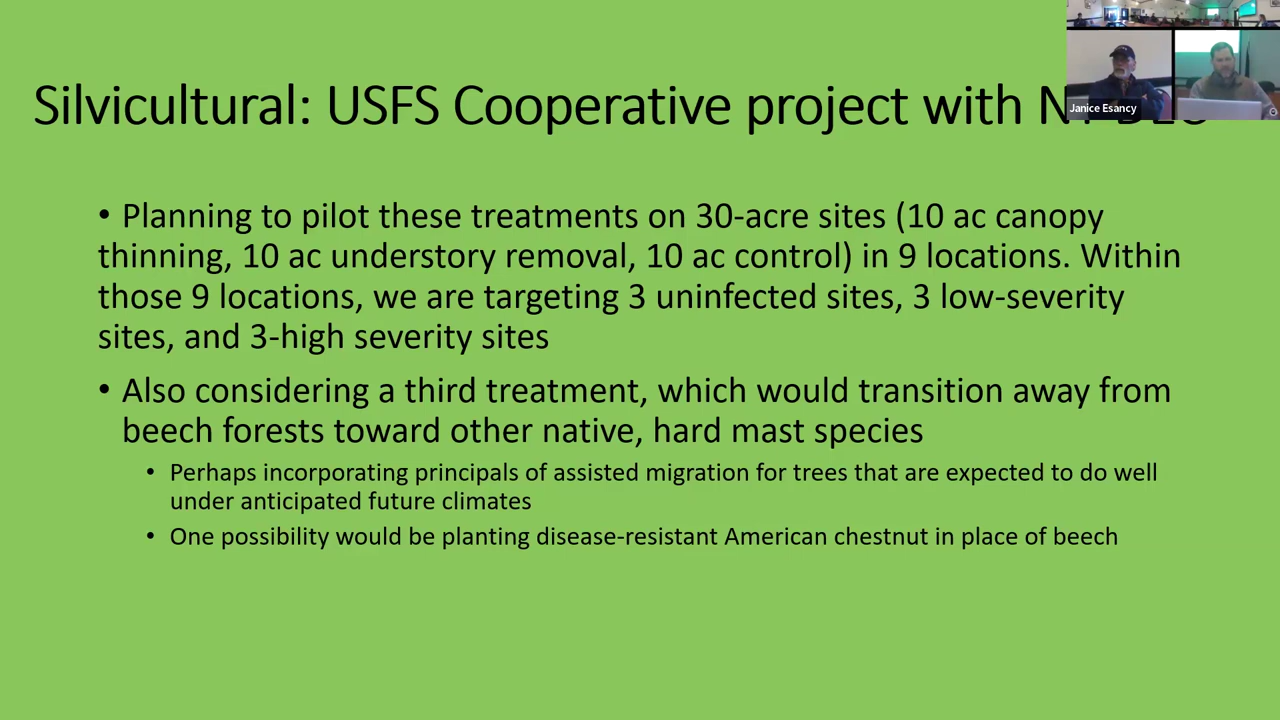 Silvicultural: USFS Cooperative project with
Janice Esancy
• Planning to pilot these treatments on 30-acre sites (10 ac canopy
thinning, 10 ac understory removal, 10 ac control) in 9 locations. Within
those 9 locations, we are targeting 3 uninfected sites, 3 low-severity
sites, and 3-high severity sites
• Also considering a third treatment, which would transition away from
beech forests toward other native, hard mast species
• Perhaps incorporating principals of assisted migration for trees that are expected to do well
under anticipated future climates
• One possibility would be planting disease-resistant American chestnut in place of beech